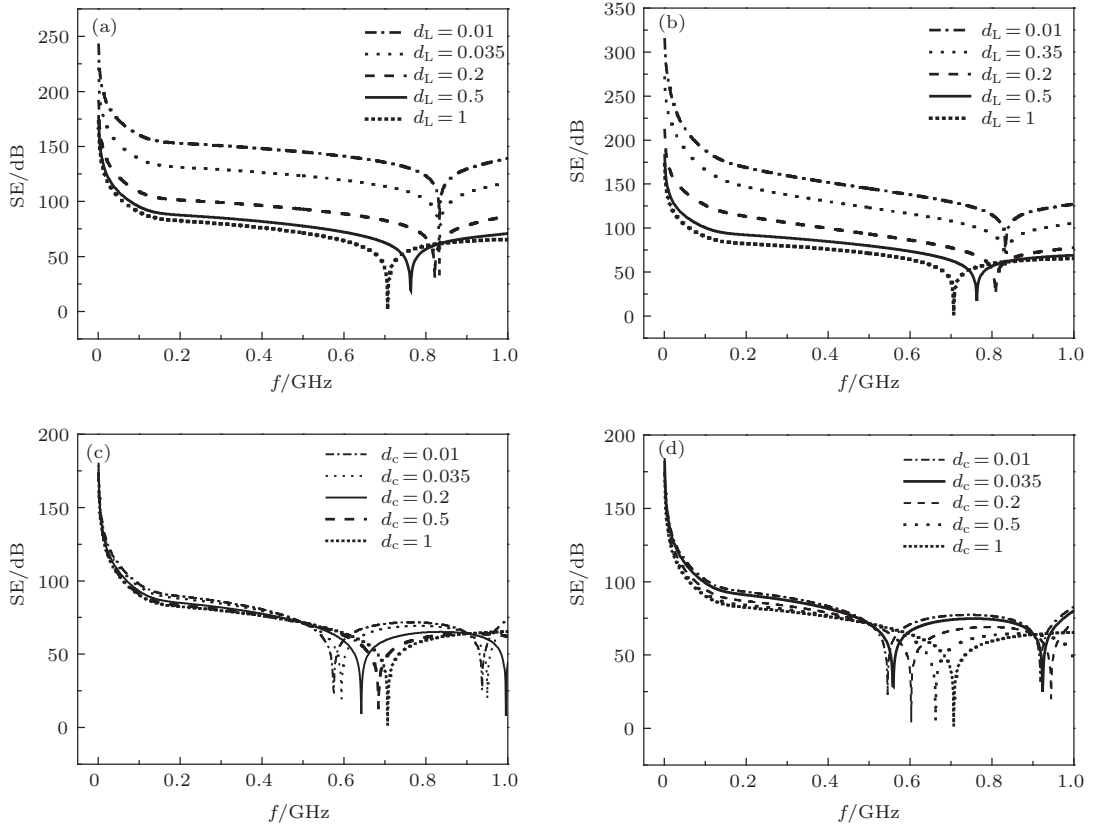 (a)
d_L = 0.01
d_L = 0.035
d_L = 0.2
d_L = 0.5
d_L = 1
250
200
150
100
50
0
SE/dB
0 0.2 0.4 0.6 0.8 1.0
f/GHz
(b)
d_L = 0.01
d_L = 0.35
d_L = 0.2
d_L = 0.5
d_L = 1
350
300
250
200
150
100
50
0
SE/dB
0 0.2 0.4 0.6 0.8 1.0
f/GHz
(c)
d_c = 0.01
d_c = 0.035
d_c = 0.2
d_c = 0.5
d_c = 1
200
150
100
50
0
SE/dB
0 0.2 0.4 0.6 0.8 1.0
f/GHz
(d)
d_c = 0.01
d_c = 0.035
d_c = 0.2
d_c = 0.5
d_c = 1
200
150
100
50
0
SE/dB
0 0.2 0.4 0.6 0.8 1.0
f/GHz